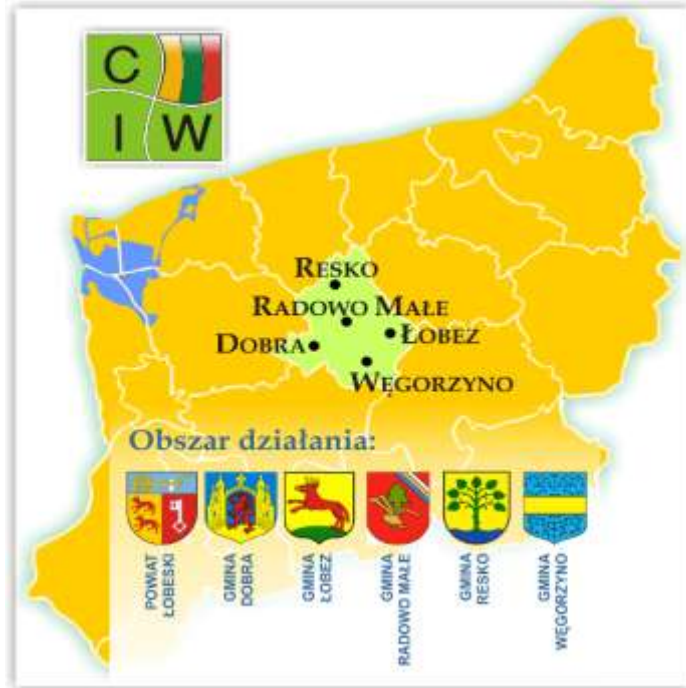 C
I W
RESKO
RADOWO MAŁE
ŁOBEZ
DOBRA
WĘGORZYNO
Obszar działania:
POWIAT
ŁOBESKI
GMINA
DOBRA
GMINA
ŁOBEZ
GMINA
RADOWO MAŁE
GMINA
RESKO
GMINA
WĘGORZYNO